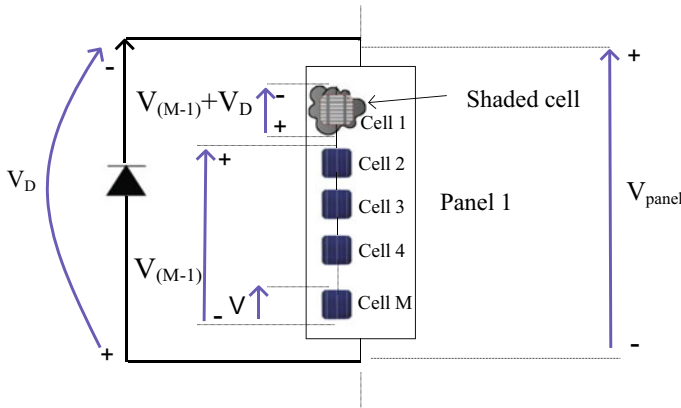 -
+
V(M-1)+VD
-
+
Shaded cell
Cell 1
+
Cell 2
VD
Cell 3
Panel 1
Vpanel
Cell 4
V(M-1)
V
Cell M
-
+
-